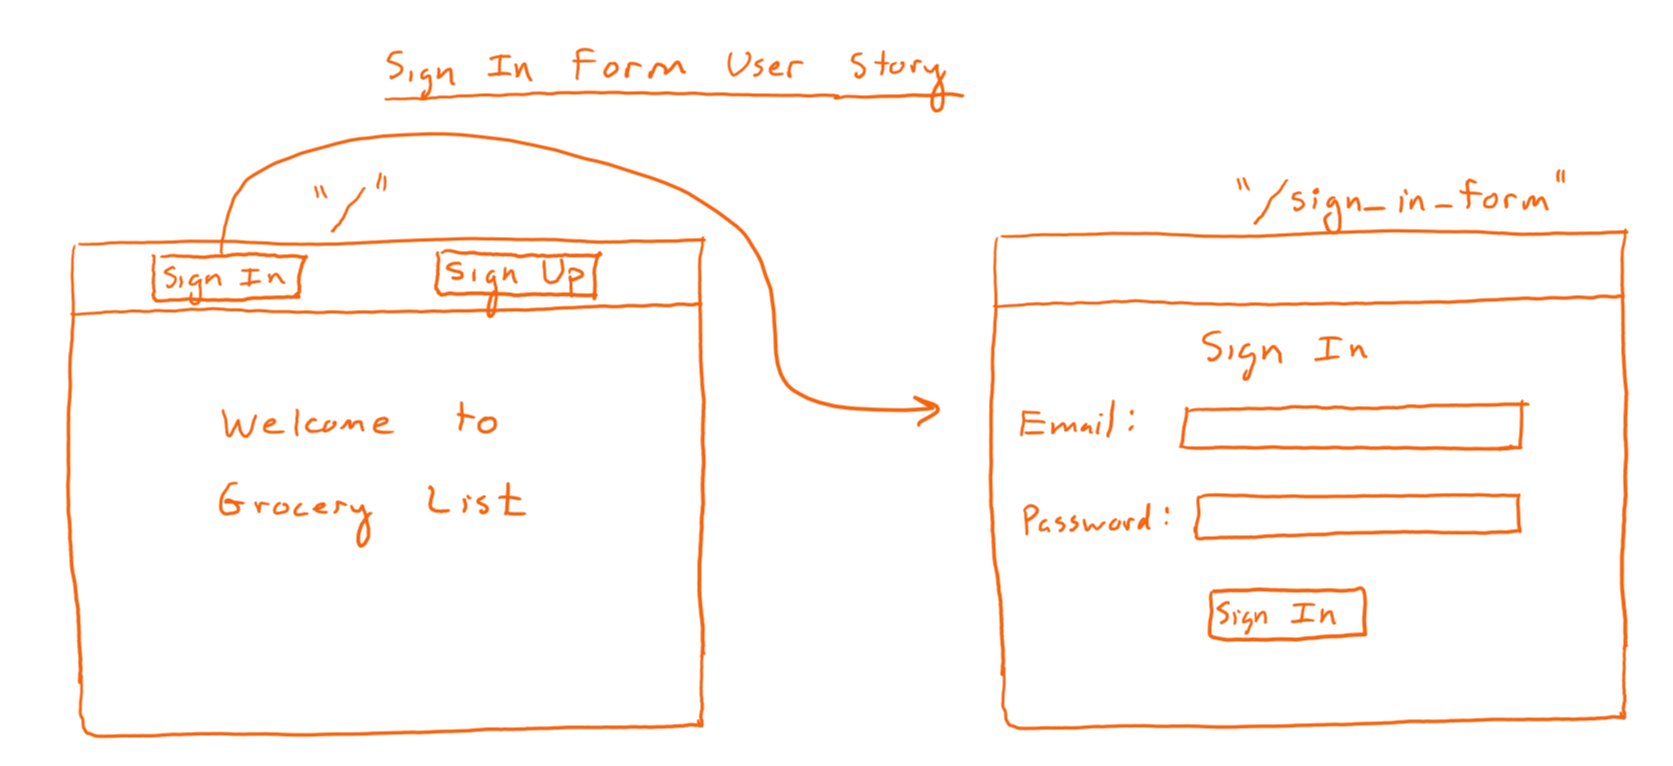 Sign In Form User Story
"/"
Sign In Sign Up
Welcome to
Grocery List
"/sign_in_form"
Sign In
Email:
Password:
Sign In